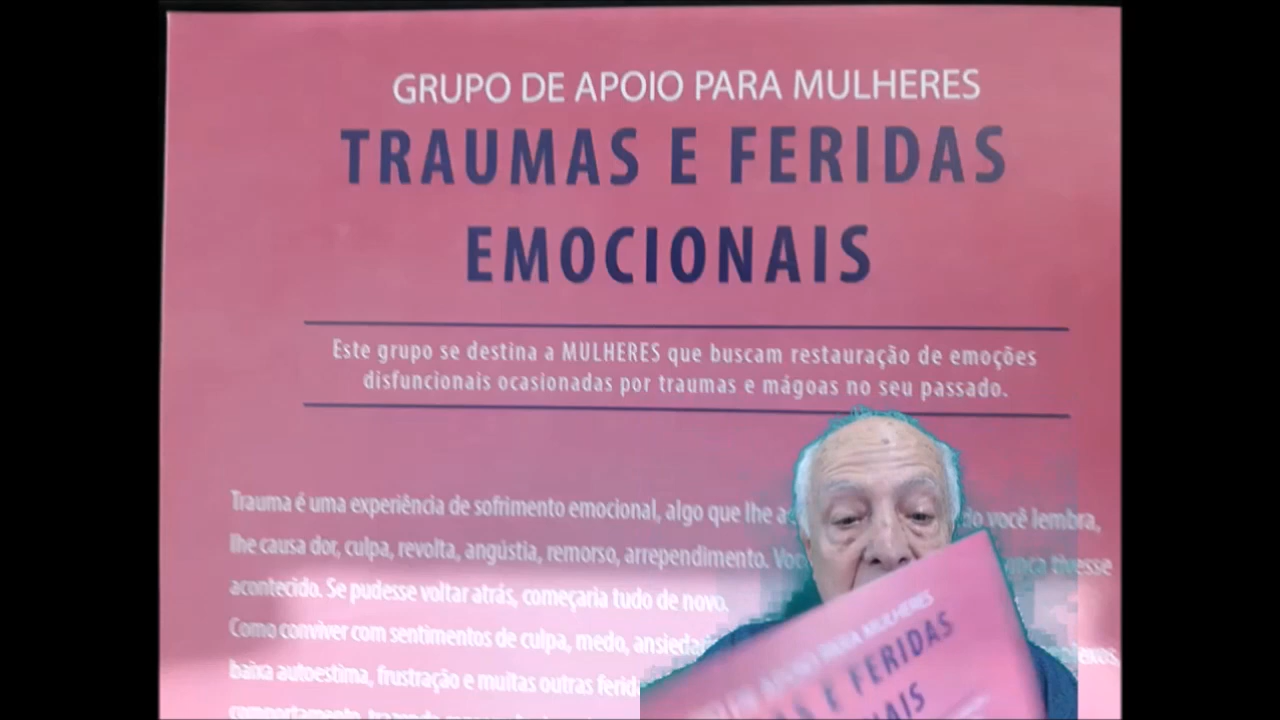 GRUPO DE APOIO PARA MULHERES
TRAUMAS E FERIDAS
EMOCIONAIS
Este grupo se destina a MULHERES que buscam restauração de emoções
disfuncionais ocasionadas por traumas e mágoas no seu passado.
Trauma é uma experiência de sofrimento emocional, algo que lhe você lembra,
lhe causa dor, culpa, revolta, angústia, remorso, arrependimento. tivesse
acontecido. Se pudesse voltar atrás, começaria tudo de novo.
Como conviver com sentimentos de culpa, medo,
baixa autoestima, frustração e muitas outras
PARA MULHERES
E FERIDAS